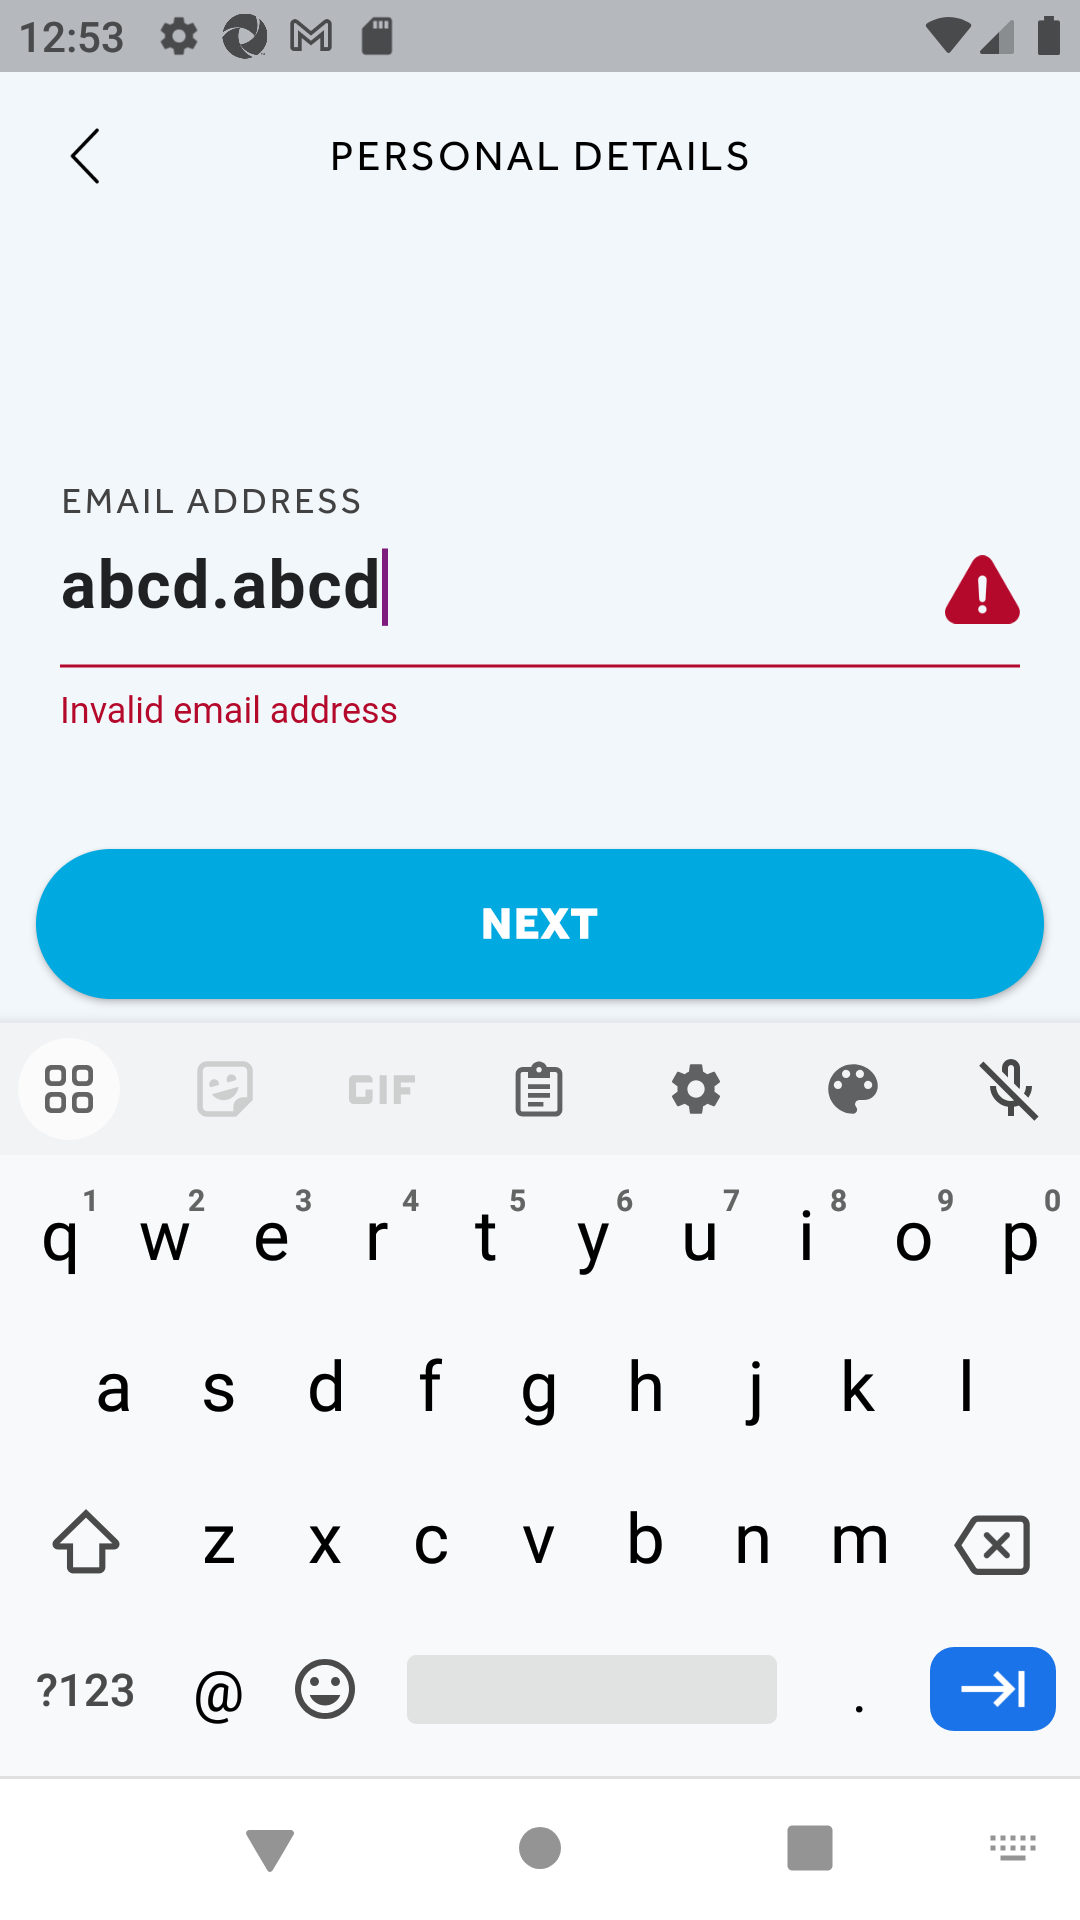 12:53
PERSONAL DETAILS
EMAIL ADDRESS
abcd.abcd
Invalid email address
NEXT
GIF
1 2 3 4 5 6 7 8 9 0
q w e r t y u i o p
a s d f g h j k l
z x c v b n m
?123 @ .